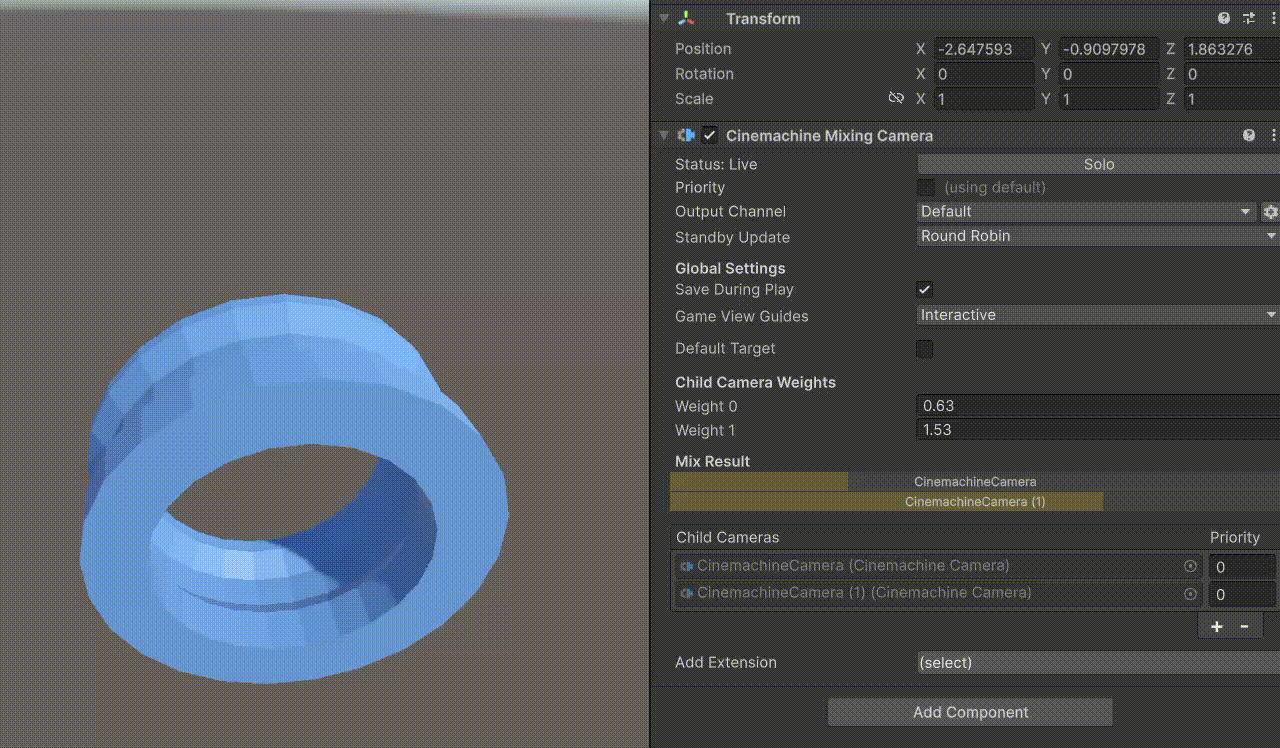 Transform
Position X -2.647593 Y -0.9097978 Z 1.863276
Rotation X 0 Y 0 Z 0
Scale X 1 Y 1 Z 1
Cinemachine Mixing Camera
Status: Live Solo
Priority (using default)
Output Channel Default
Standby Update Round Robin
Global Settings
Save During Play
Game View Guides Interactive
Default Target
Child Camera Weights
Weight 0 0.63
Weight 1 1.53
Mix Result
CinemachineCamera
CinemachineCamera (1)
Child Cameras Priority
CinemachineCamera (Cinemachine Camera) 0
CinemachineCamera (1) (Cinemachine Camera) 0
+ -
Add Extension (select)
Add Component